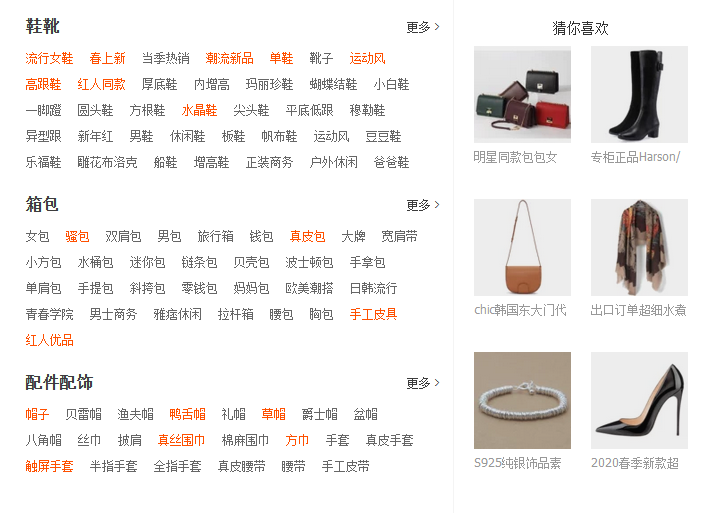 鞋靴 更多 >
流行女鞋 春上新 当季热销 潮流新品 单鞋 靴子 运动风
高跟鞋 红人同款 厚底鞋 内增高 玛丽珍鞋 蝴蝶结鞋 小白鞋
一脚蹬 圆头鞋 方根鞋 水晶鞋 尖头鞋 平底低跟 穆勒鞋
异型跟 新年红 男鞋 休闲鞋 板鞋 帆布鞋 运动风 豆豆鞋
乐福鞋 雕花布洛克 船鞋 增高鞋 正装商务 户外休闲 爸爸鞋
箱包 更多 >
女包 骚包 双肩包 男包 旅行箱 钱包 真皮包 大牌 宽肩带
小方包 水桶包 迷你包 链条包 贝壳包 波士顿包 手拿包
单肩包 手提包 斜挎包 零钱包 妈妈包 欧美潮搭 日韩流行
青春学院 男士商务 雅痞休闲 拉杆箱 腰包 胸包 手工皮具
红人优品
配件配饰 更多 >
帽子 贝雷帽 渔夫帽 鸭舌帽 礼帽 草帽 爵士帽 盆帽
八角帽 丝巾 披肩 真丝围巾 棉麻围巾 方巾 手套 真皮手套
触屏手套 半指手套 全指手套 真皮腰带 腰带 手工皮带
猜你喜欢
明星同款包包女 专柜正品Harson/
chic韩国东大门代 出口订单超细水煮
S925纯银饰品素 2020春季新款超